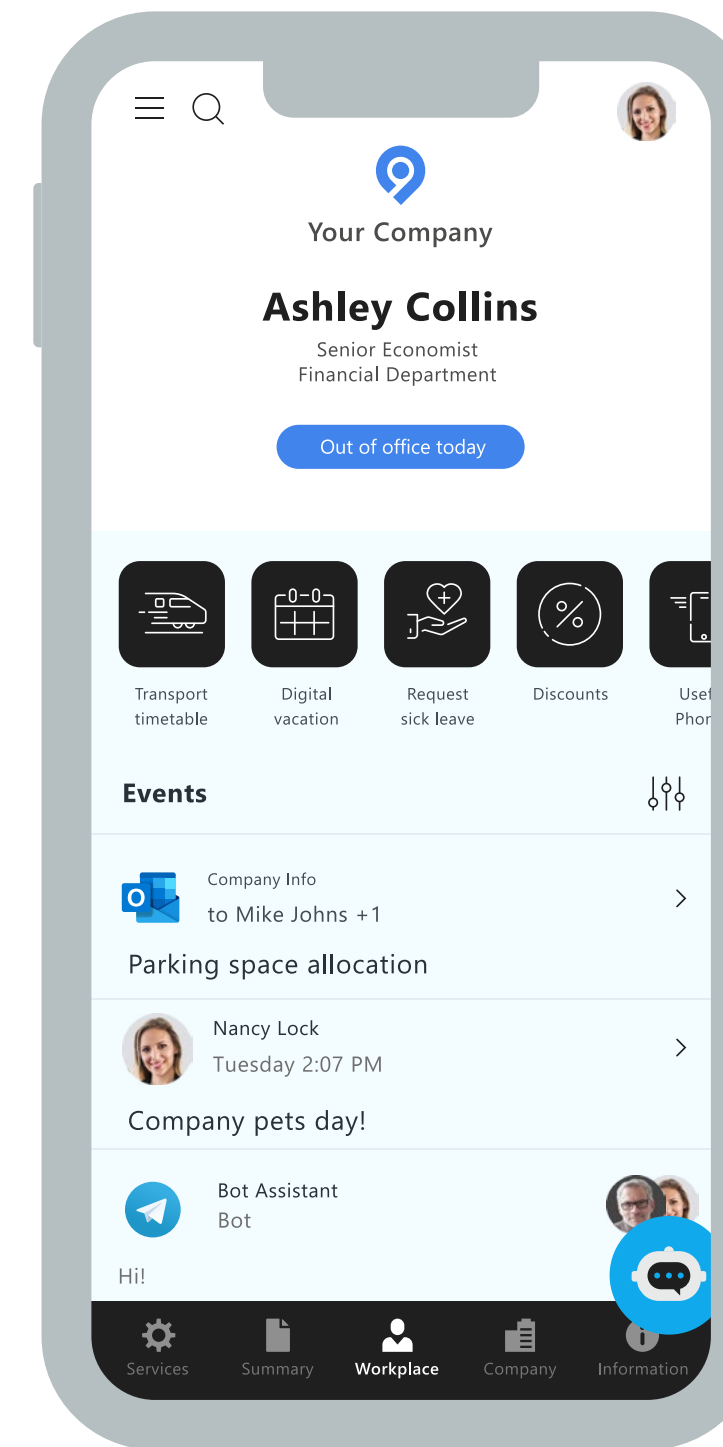 Your Company
Ashley Collins
Senior Economist
Financial Department
Out of office today
Transport
timetable
Digital
vacation
Request
sick leave
Discounts
Usef
Phor
Events
Company Info
to Mike Johns +1
Parking space allocation
Nancy Lock
Tuesday 2:07 PM
Company pets day!
Bot Assistant
Bot
Hi!
Services
Summary
Workplace
Company
Information